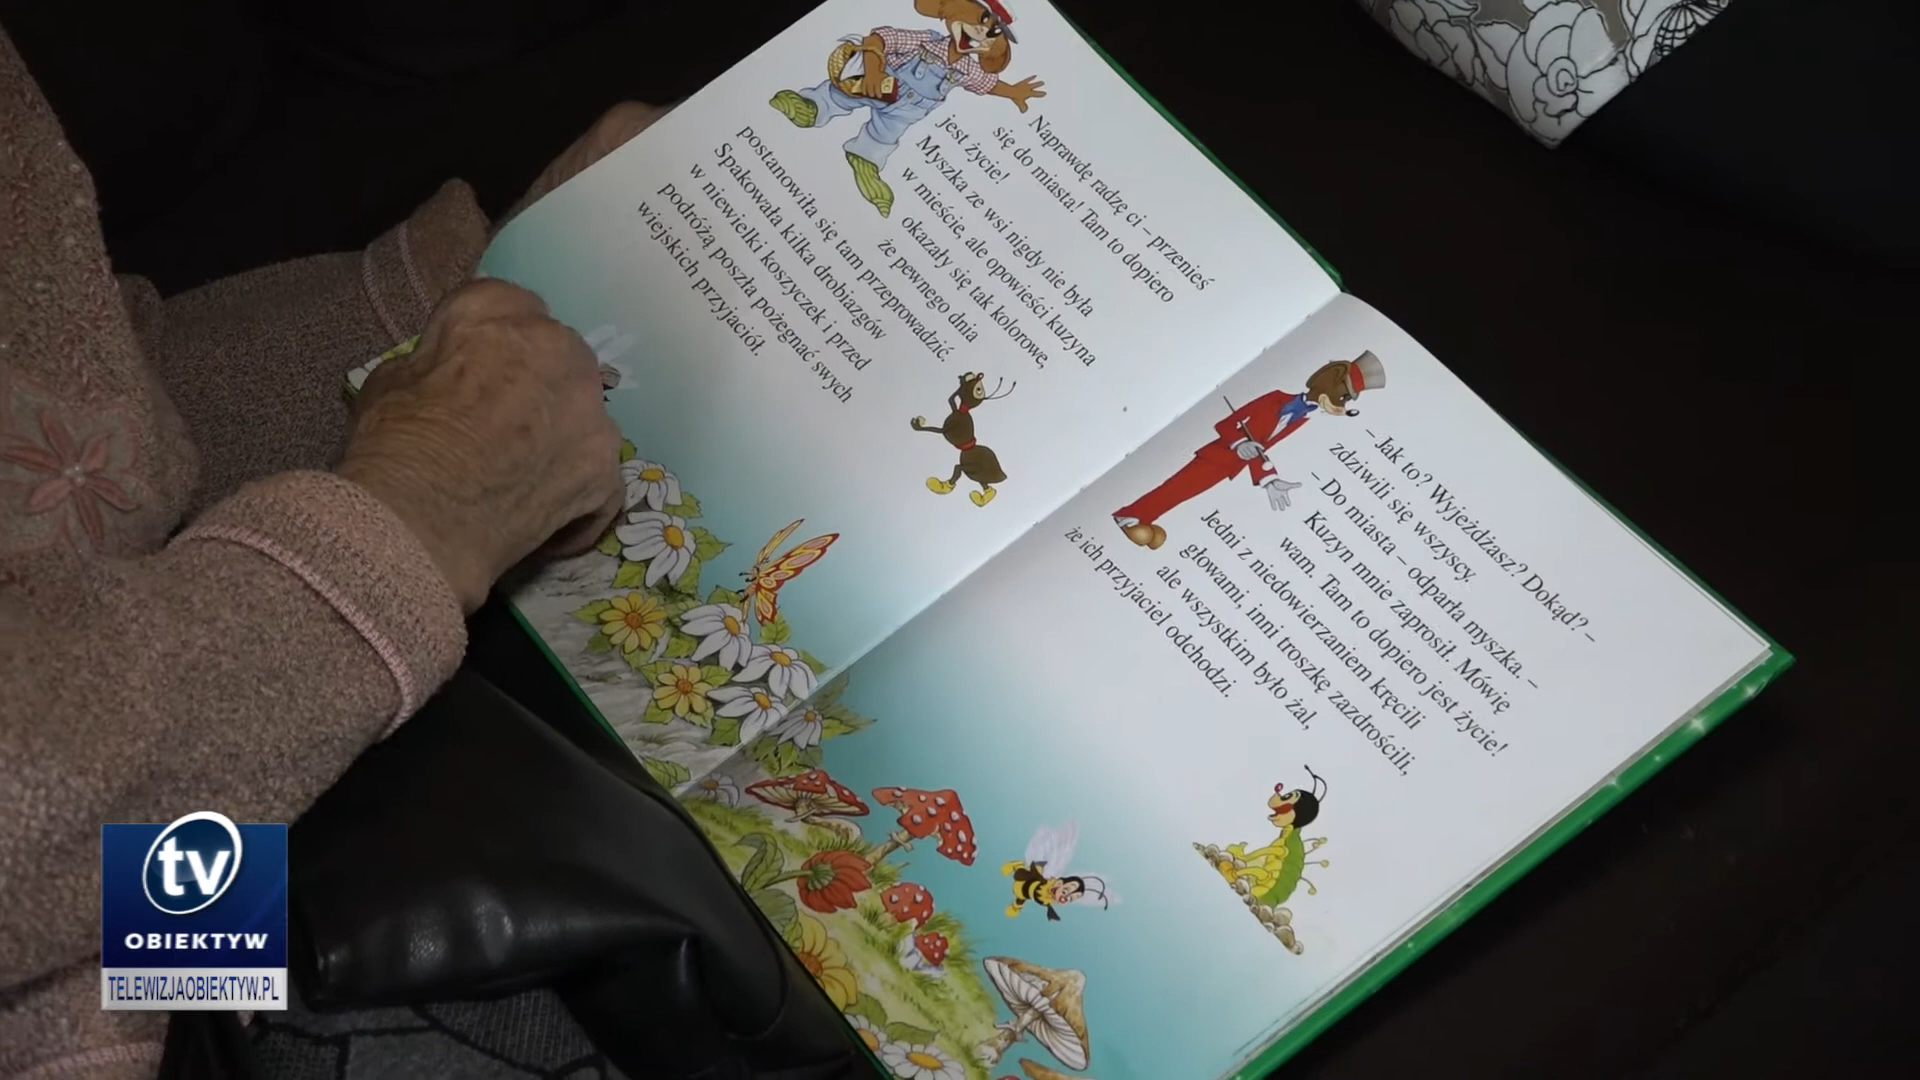 Naprawdę radzę ci – przenieś
się do miasta! Tam to dopiero
jest życie!
Myszka ze wsi nigdy nie była
w mieście, ale opowieści kuzyna
okazały się tak kolorowe,
że pewnego dnia
postanowiła się tam przeprowadzić.
Spakowała kilka drobiazgów
w niewielki koszyczek i przed
podróżą poszła pożegnać swych
wiejskich przyjaciół.
– Jak to? Wyjeżdżasz? Dokąd? –
zdziwili się wszyscy.
– Do miasta – odparła myszka. –
Kuzyn mnie zaprosił. Mówię
wam. Tam to dopiero jest życie!
Jedni z niedowierzaniem kręcili
głowami, inni troszkę zazdrościli,
ale wszystkim było żal,
że ich przyjaciel odchodzi.
tv
OBIEKTYW
TELEWIZJAOBIEKTYW.PL